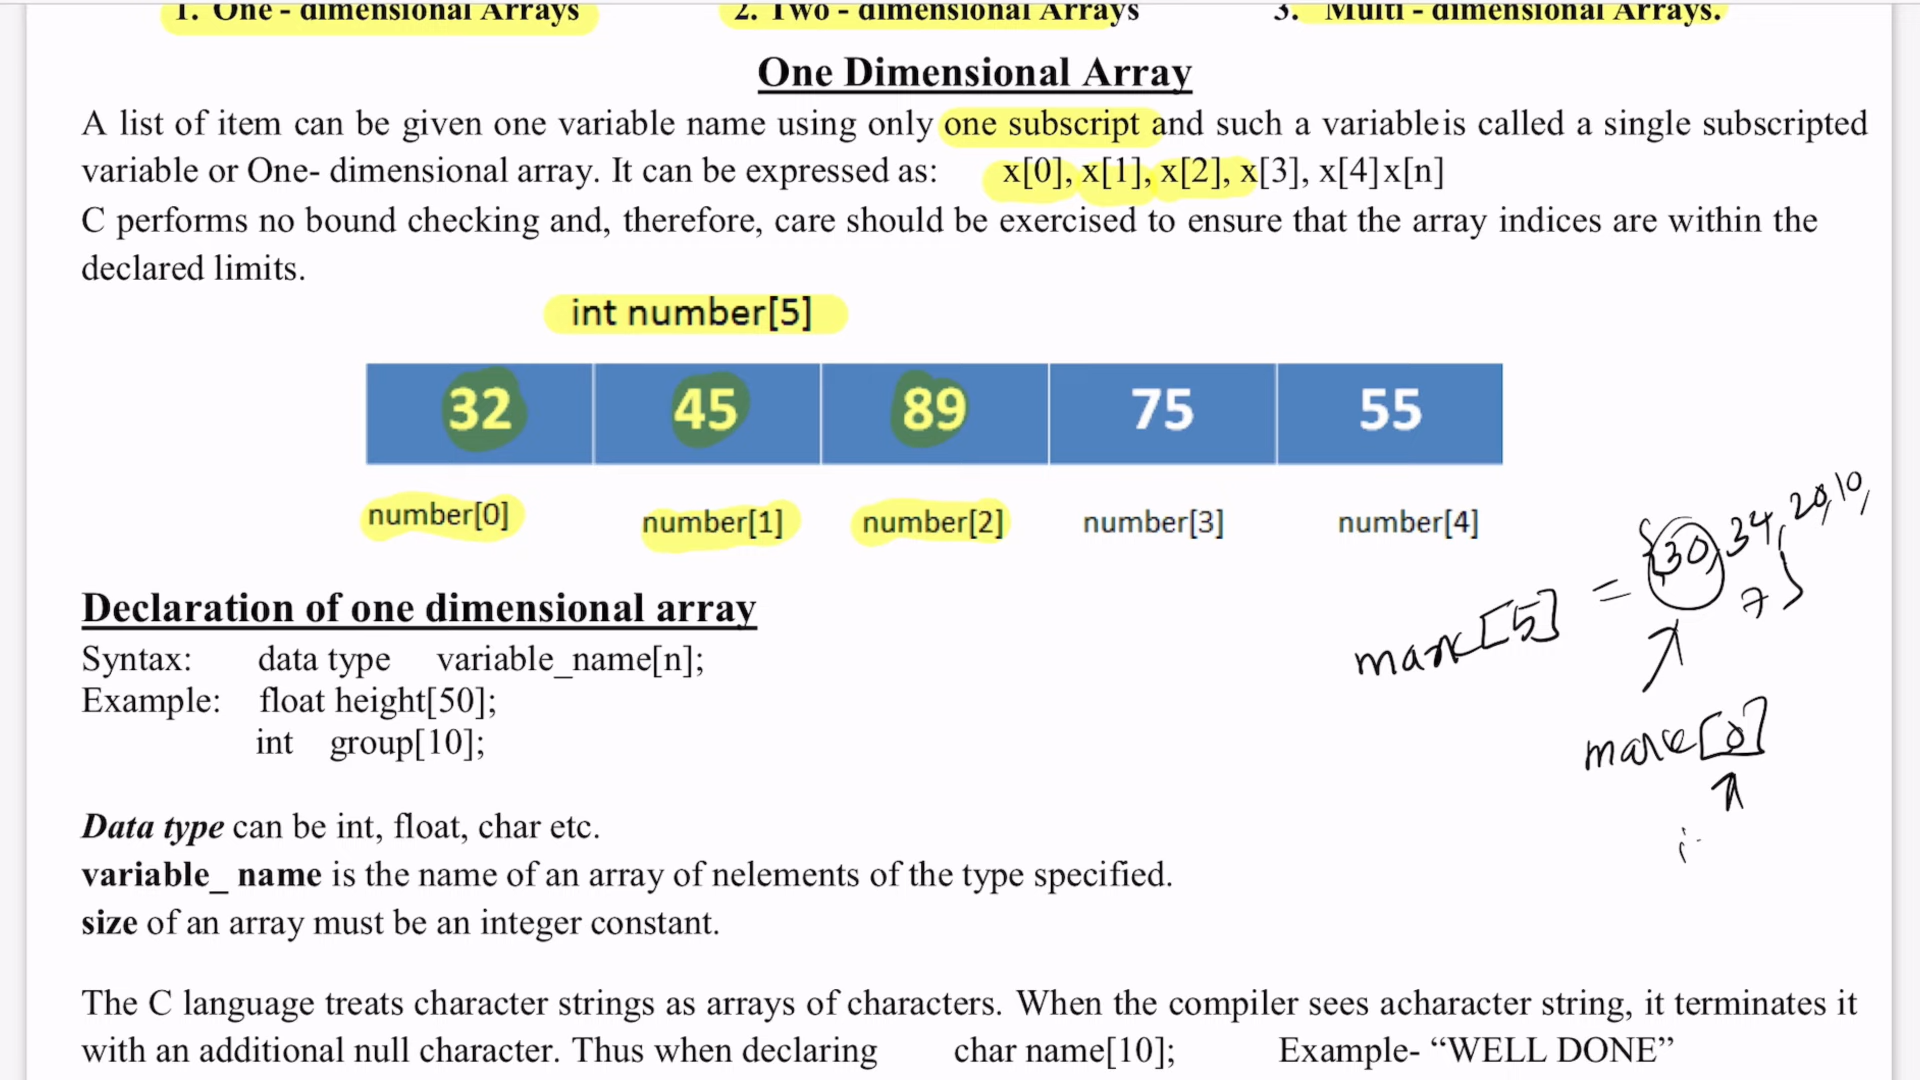 1. One - dimensional Arrays 2. Two - dimensional Arrays 3. Multi - dimensional Arrays.
One Dimensional Array
A list of item can be given one variable name using only one subscript and such a variableis called a single subscripted
variable or One- dimensional array. It can be expressed as: x[0], x[1], x[2], x[3], x[4]x[n]
C performs no bound checking and, therefore, care should be exercised to ensure that the array indices are within the
declared limits.
int number[5]
32 45 89 75 55
number[0] number[1] number[2] number[3] number[4]
mark[5] = {30, 34, 20, 10,
7}
mark[0]
i
Declaration of one dimensional array
Syntax: data type variable_name[n];
Example: float height[50];
int group[10];
Data type can be int, float, char etc.
variable_ name is the name of an array of nelements of the type specified.
size of an array must be an integer constant.
The C language treats character strings as arrays of characters. When the compiler sees acharacter string, it terminates it
with an additional null character. Thus when declaring char name[10]; Example- “WELL DONE”